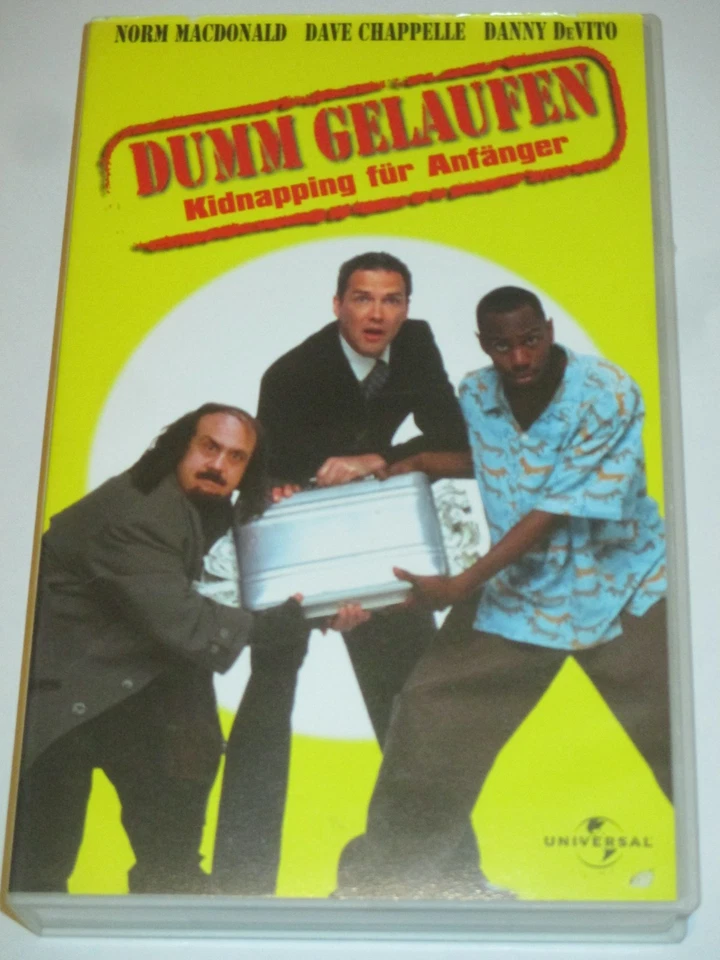 NORM MACDONALD DAVE CHAPPELLE DANNY DeVITO
DUMM GELAUFEN
Kidnapping für Anfänger
UNIVERSAL